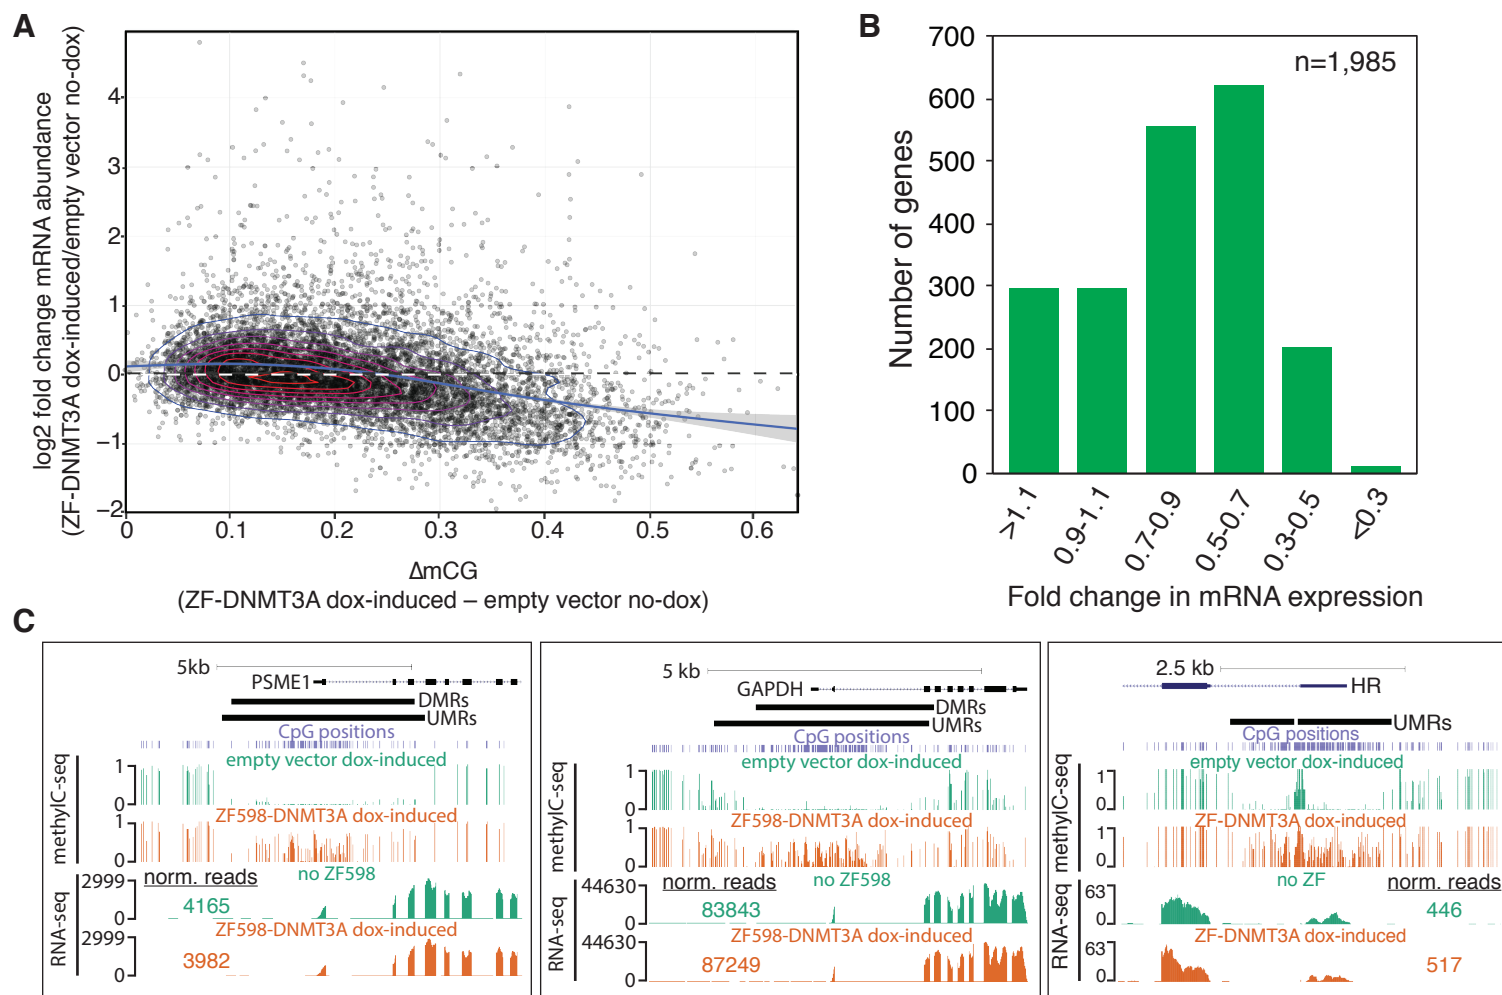 A
log2 fold change mRNA abundance
(ZF-DNMT3A dox-induced/empty vector no-dox)
4
3
2
1
0
−1
−2
0 0.1 0.2 0.3 0.4 0.5 0.6
ΔmCG
(ZF-DNMT3A dox-induced – empty vector no-dox)
B
Number of genes
700
600
500
400
300
200
100
0
n=1,985
>1.1 0.9-1.1 0.7-0.9 0.5-0.7 0.3-0.5 <0.3
Fold change in mRNA expression
C
5kb
PSME1
DMRs
UMRs
CpG positions
methylC-seq
empty vector dox-induced
1
0
ZF598-DNMT3A dox-induced
1
0
RNA-seq
norm. reads
no ZF598
2999
4165
0
ZF598-DNMT3A dox-induced
2999
3982
0
5 kb
GAPDH
DMRs
UMRs
CpG positions
methylC-seq
empty vector dox-induced
1
0
ZF598-DNMT3A dox-induced
1
0
RNA-seq
norm. reads
no ZF598
44630
83843
0
ZF598-DNMT3A dox-induced
44630
87249
0
2.5 kb
HR
UMRs
CpG positions
methylC-seq
empty vector dox-induced
1
0
ZF-DNMT3A dox-induced
1
0
RNA-seq
no ZF
norm. reads
63
446
0
ZF-DNMT3A dox-induced
63
517
0